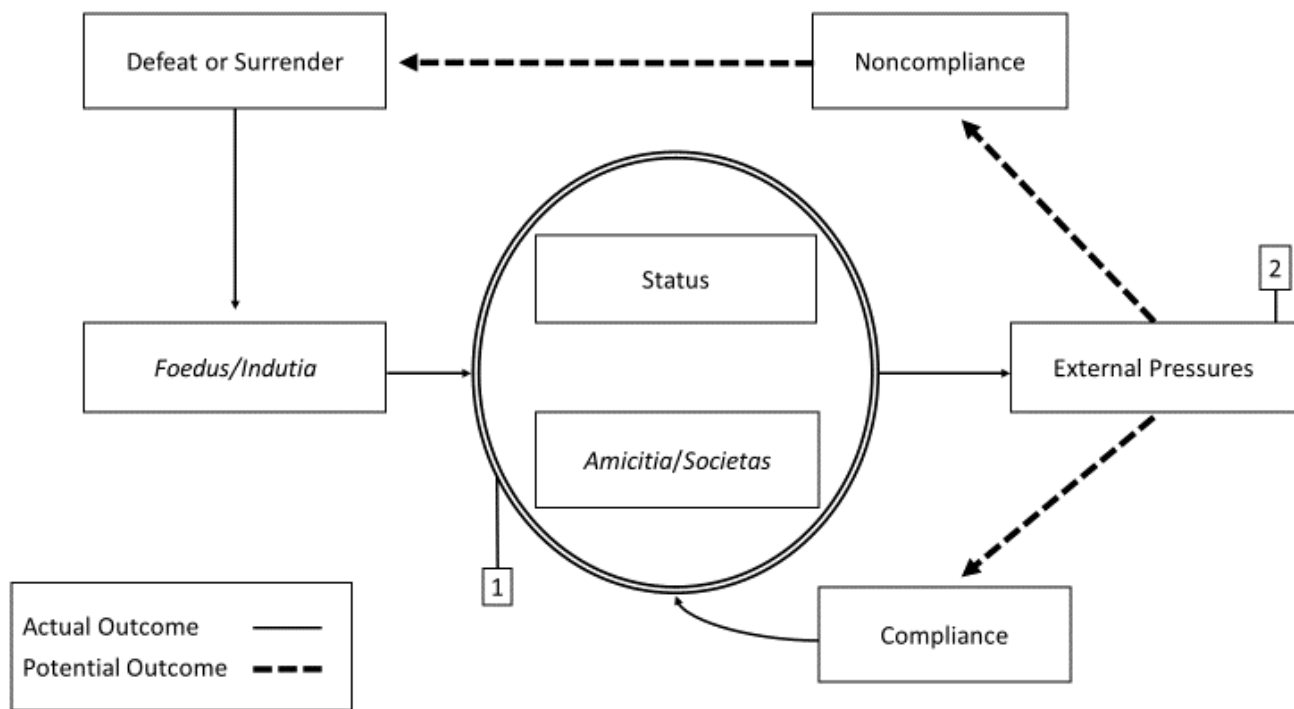 Defeat or Surrender
Noncompliance
Status
2
Foedus/Indutia
External Pressures
Amicitia/Societas
1
Compliance
Actual Outcome
Potential Outcome